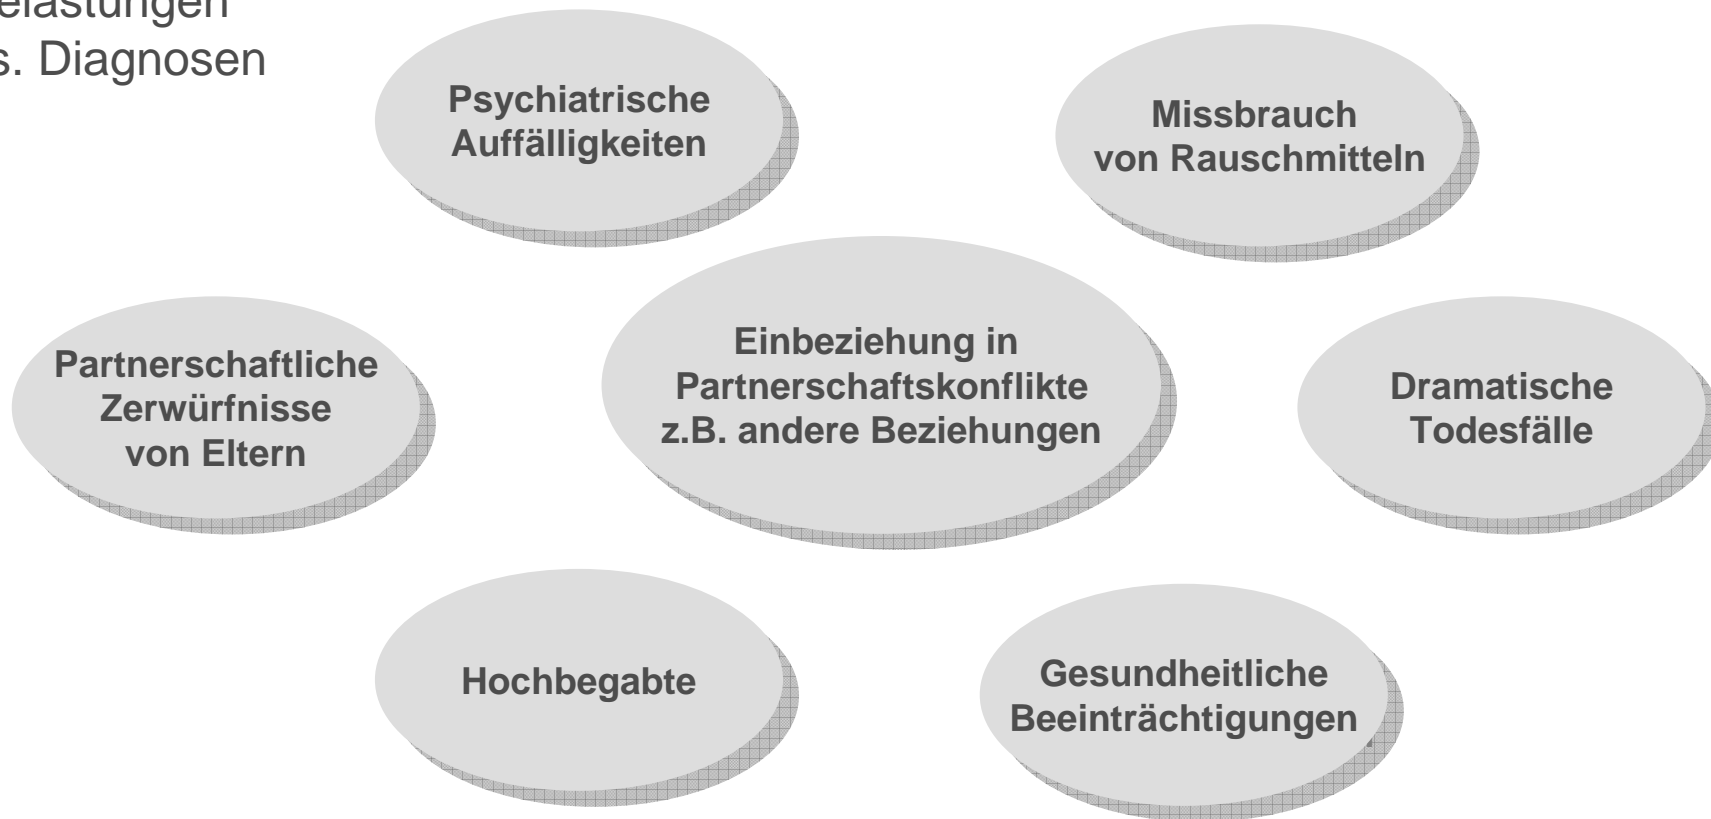 elastungen
s. Diagnosen
Psychiatrische
Auffälligkeiten
Missbrauch
von Rauschmitteln
Partnerschaftliche
Zerwürfnisse
von Eltern
Einbeziehung in
Partnerschaftskonflikte
z.B. andere Beziehungen
Dramatische
Todesfälle
Hochbegabte
Gesundheitliche
Beeinträchtigungen